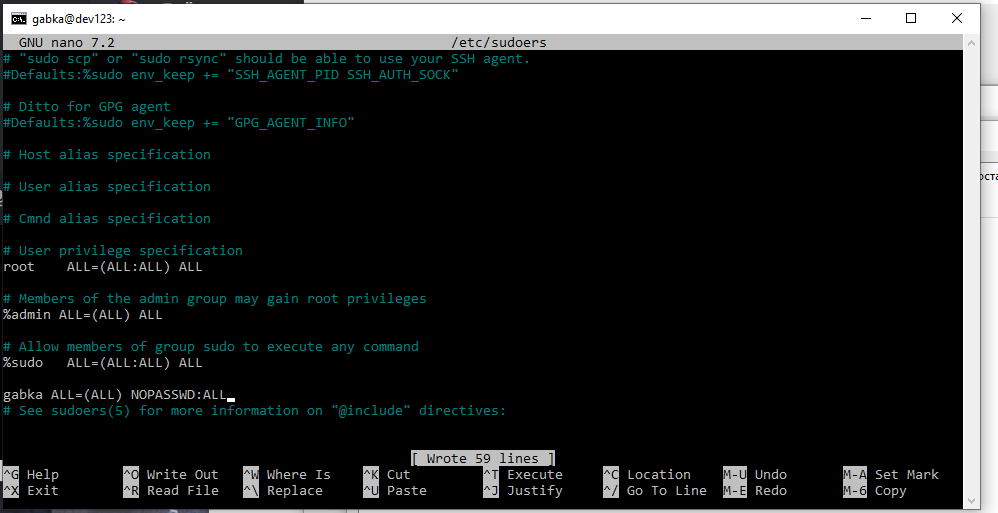 gabka@dev123: ~
GNU nano 7.2 /etc/sudoers
# "sudo scp" or "sudo rsync" should be able to use your SSH agent.
#Defaults:%sudo env_keep += "SSH_AGENT_PID SSH_AUTH_SOCK"
# Ditto for GPG agent
#Defaults:%sudo env_keep += "GPG_AGENT_INFO"
# Host alias specification
# User alias specification
# Cmnd alias specification
# User privilege specification
root ALL=(ALL:ALL) ALL
# Members of the admin group may gain root privileges
%admin ALL=(ALL) ALL
# Allow members of group sudo to execute any command
%sudo ALL=(ALL:ALL) ALL
gabka ALL=(ALL) NOPASSWD:ALL
# See sudoers(5) for more information on "@include" directives:
[ Wrote 59 lines ]
^G Help ^O Write Out ^W Where Is ^K Cut ^T Execute ^C Location M-U Undo M-A Set Mark
^X Exit ^R Read File ^\ Replace ^U Paste ^J Justify ^/ Go To Line M-E Redo M-6 Copy